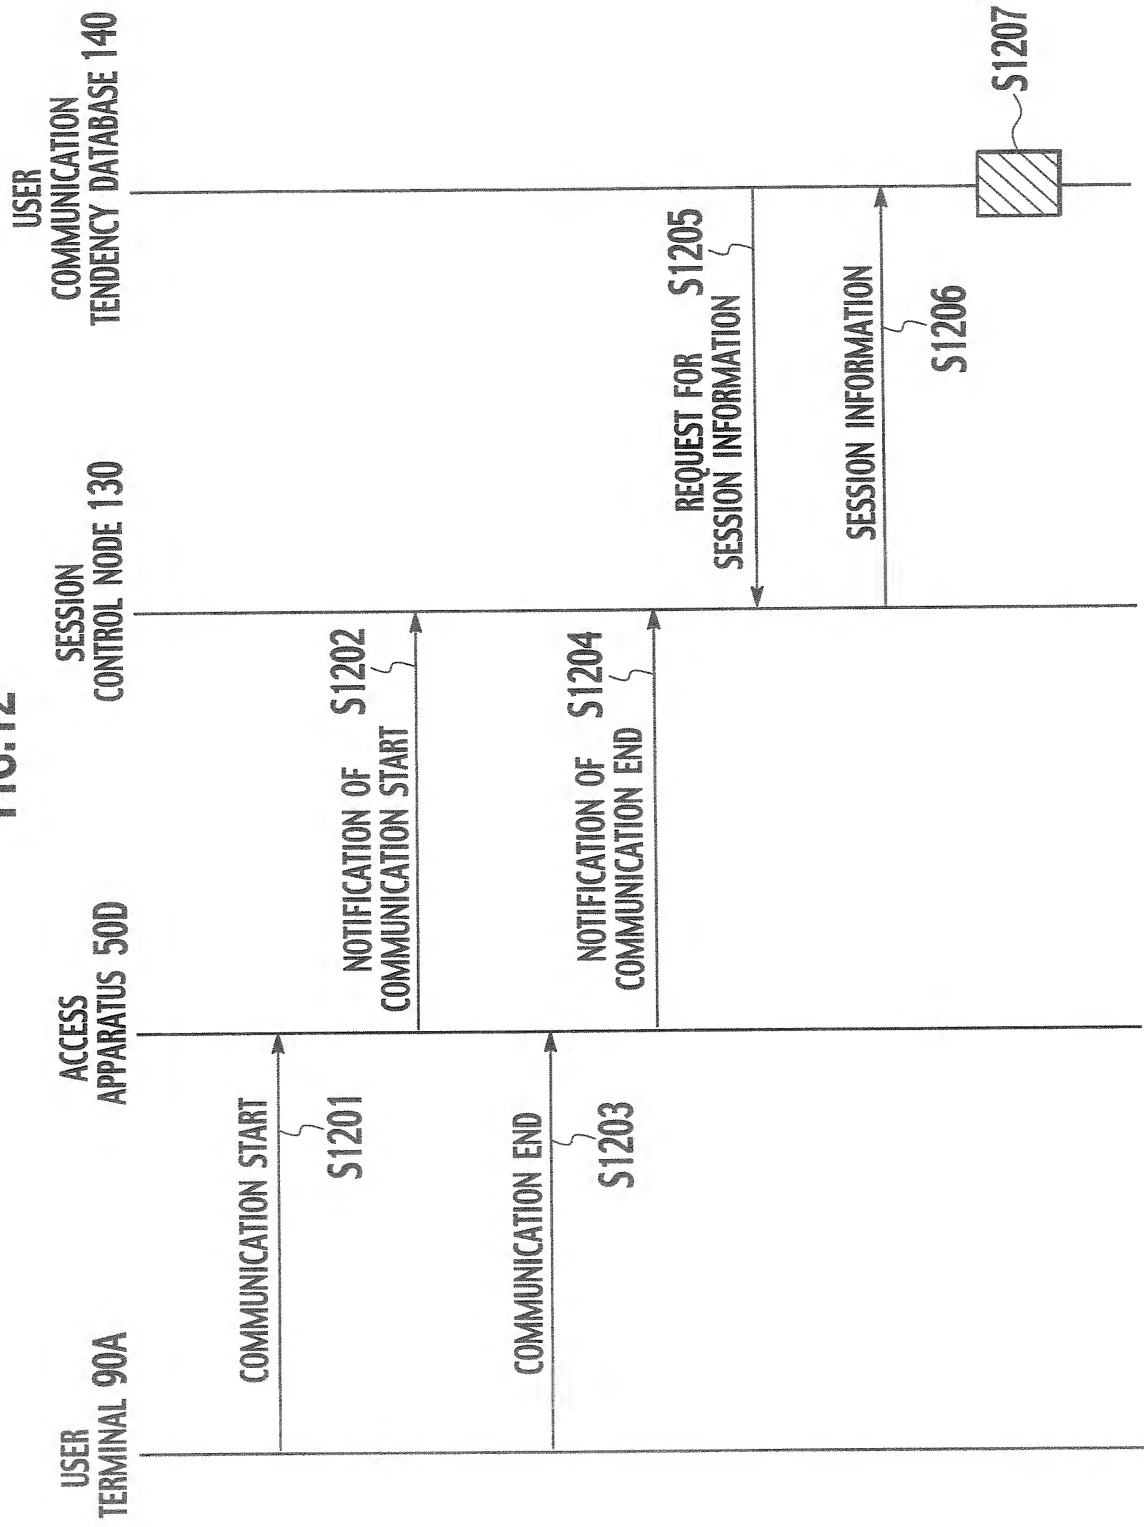 FIG.12
USER
TERMINAL 90A
ACCESS
APPARATUS 50D
SESSION
CONTROL NODE 130
USER
COMMUNICATION
TENDENCY DATABASE 140
COMMUNICATION START
S1201
NOTIFICATION OF
COMMUNICATION START
S1202
COMMUNICATION END
S1203
NOTIFICATION OF
COMMUNICATION END
S1204
REQUEST FOR
SESSION INFORMATION
S1205
SESSION INFORMATION
S1206
S1207